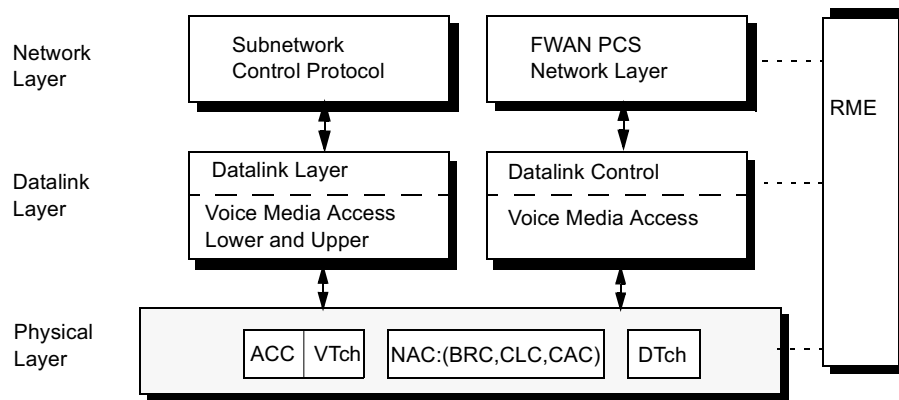 Network
Layer
Subnetwork
Control Protocol
FWAN PCS
Network Layer
RME
Datalink
Layer
Datalink Layer
Voice Media Access
Lower and Upper
Datalink Control
Voice Media Access
Physical
Layer
ACC VTch
NAC:(BRC,CLC,CAC)
DTch